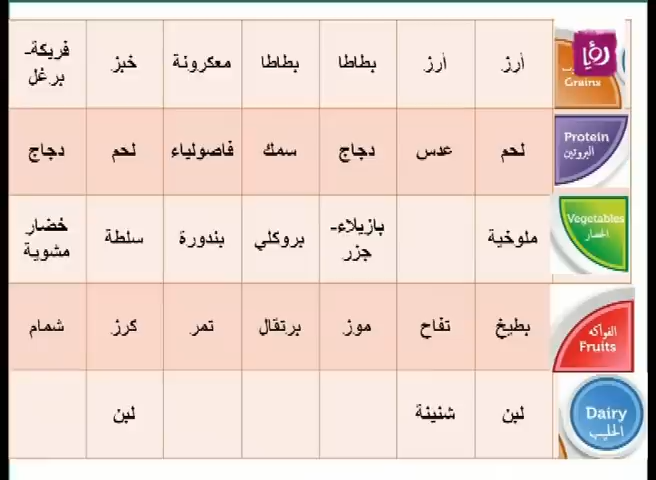 رؤيا
Grains
أرز
أرز
بطاطا
بطاطا
معكرونة
خبز
فريكة-
برغل
Protein
البروتين
لحم
عدس
دجاج
سمك
فاصولياء
لحم
دجاج
Vegetables
الخضار
ملوخية
بازيلاء-
جزر
بروكلي
بندورة
سلطة
خضار
مشوية
الفواكه
Fruits
بطيخ
تفاح
موز
برتقال
تمر
كرز
شمام
Dairy
الحليب
لبن
شنينة
لبن